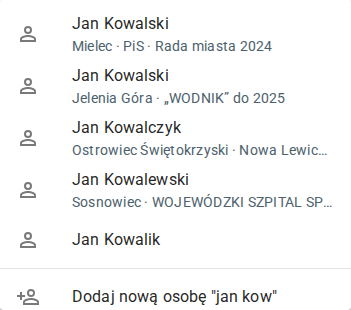 Jan Kowalski
Mielec · PiS · Rada miasta 2024
Jan Kowalski
Jelenia Góra · „WODNIK” do 2025
Jan Kowalczyk
Ostrowiec Świętokrzyski · Nowa Lewic…
Jan Kowalewski
Sosnowiec · WOJEWÓDZKI SZPITAL SP…
Jan Kowalik
Dodaj nową osobę "jan kow"